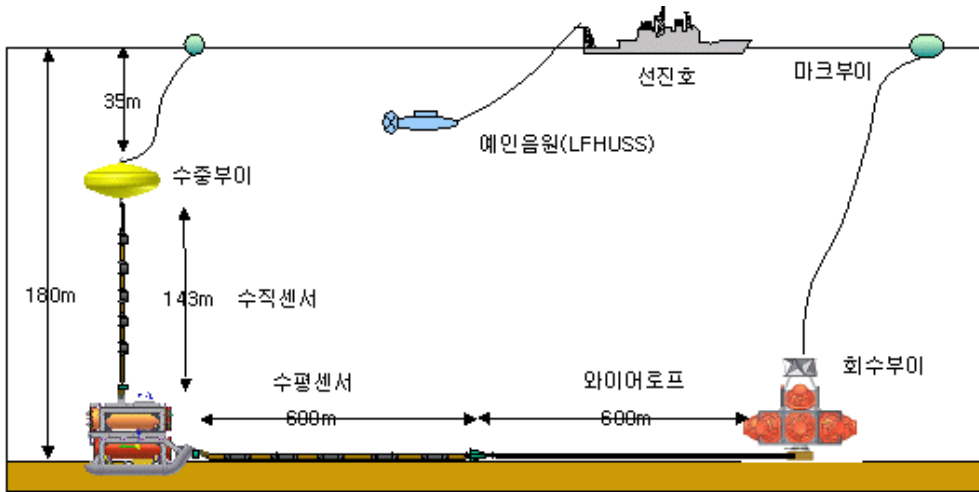 선진호
마크부이
35m
예인음원(LFHUSS)
수중부이
180m
143m
수직센서
수평센서
와이어로프
회수부이
600m
600m